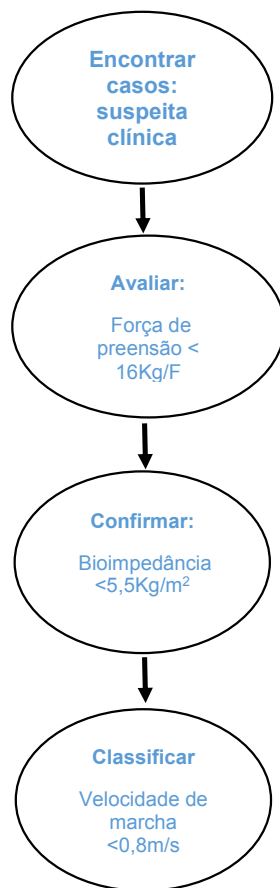 Encontrar
casos:
suspeita
clínica
Avaliar:
Força de
preensão <
16Kg/F
Confirmar:
Bioimpedância
<5,5Kg/m²
Classificar
Velocidade de
marcha
<0,8m/s